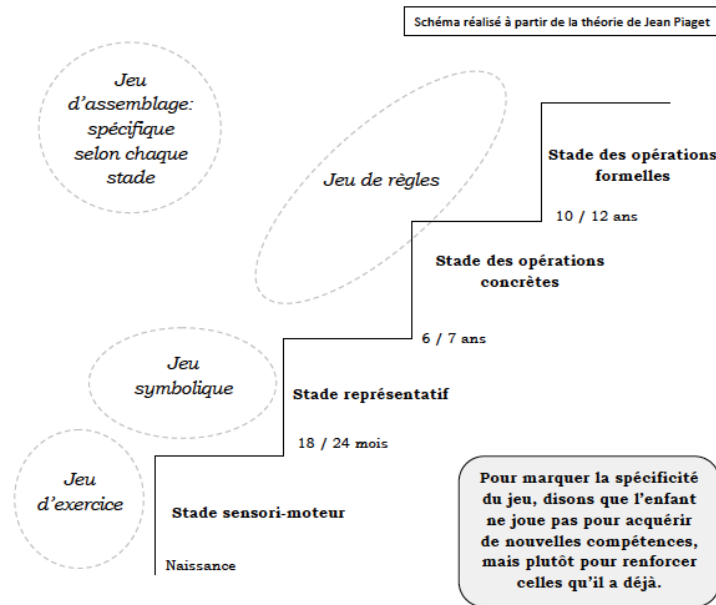 Schéma réalisé à partir de la théorie de Jean Piaget
Jeu
d'assemblage:
spécifique
selon chaque
stade
Jeu de règles
Stade des opérations
formelles
10 / 12 ans
Stade des opérations
concrètes
6 / 7 ans
Jeu
symbolique
Stade représentatif
18 / 24 mois
Jeu
d'exercice
Stade sensori-moteur
Naissance
Pour marquer la spécificité
du jeu, disons que l'enfant
ne joue pas pour acquérir
de nouvelles compétences,
mais plutôt pour renforcer
celles qu'il a déjà.